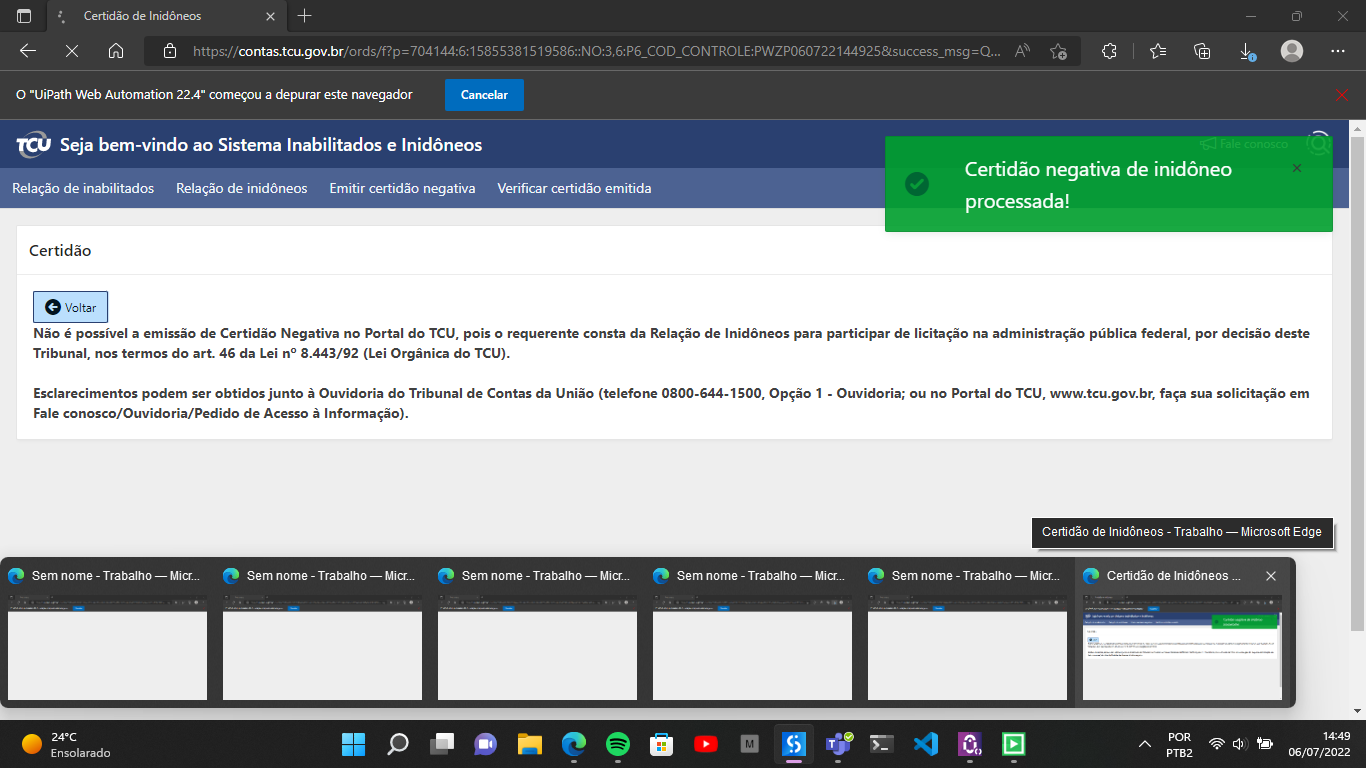 Certidão de Inidôneos
https://contas.tcu.gov.br/ords/f?p=704144:6:15855381519586::NO:3,6:P6_COD_CONTROLE:PWZP060722144925&success_msg=Q...
O "UiPath Web Automation 22.4" começou a depurar este navegador
Cancelar
TCU Seja bem-vindo ao Sistema Inabilitados e Inidôneos
Fale conosco
Relação de inabilitados Relação de inidôneos Emitir certidão negativa Verificar certidão emitida
Certidão negativa de inidôneo
processada!
Certidão
Voltar
Não é possível a emissão de Certidão Negativa no Portal do TCU, pois o requerente consta da Relação de Inidôneos para participar de licitação na administração pública federal, por decisão deste
Tribunal, nos termos do art. 46 da Lei nº 8.443/92 (Lei Orgânica do TCU).
Esclarecimentos podem ser obtidos junto à Ouvidoria do Tribunal de Contas da União (telefone 0800-644-1500, Opção 1 - Ouvidoria; ou no Portal do TCU, www.tcu.gov.br, faça sua solicitação em
Fale conosco/Ouvidoria/Pedido de Acesso à Informação).
Certidão de Inidôneos - Trabalho — Microsoft Edge
Sem nome - Trabalho — Micr... Sem nome - Trabalho — Micr... Sem nome - Trabalho — Micr... Sem nome - Trabalho — Micr... Sem nome - Trabalho — Micr... Certidão de Inidôneos ...
24°C
Ensolarado
M
POR
PTB2
14:49
06/07/2022